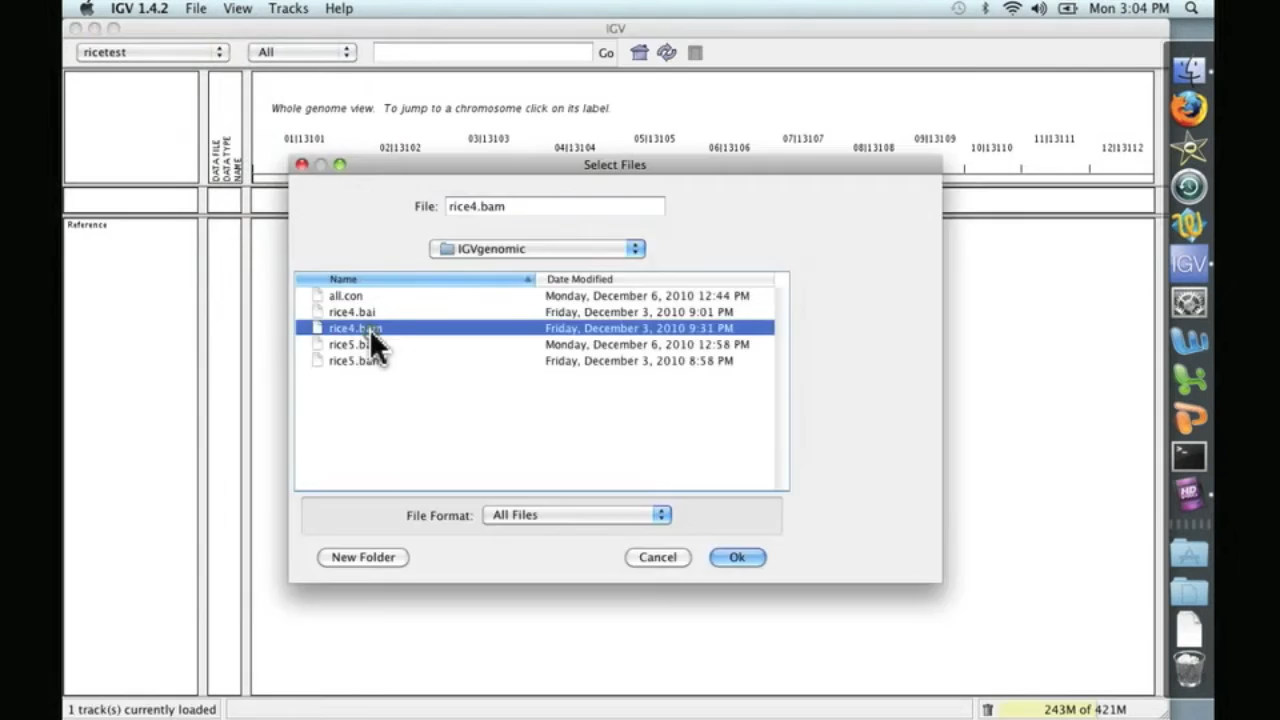 IGV 1.4.2 File View Tracks Help Mon 3:04 PM
IGV
ricetest All Go
Whole genome view. To jump to a chromosome click on its label.
01|13101 02|13102 03|13103 04|13104 05|13105 06|13106 07|13107 08|13108 09|13109 10|13110 11|13111 12|13112
DATA FILE
DATA TYPE
NAME
Reference
Select Files
File: rice4.bam
IGVgenomic
Name Date Modified
all.con Monday, December 6, 2010 12:44 PM
rice4.bai Friday, December 3, 2010 9:01 PM
rice4.bam Friday, December 3, 2010 9:31 PM
Monday, December 6, 2010 12:58 PM
Friday, December 3, 2010 8:58 PM
File Format: All Files
New Folder Cancel Ok
IGV
HD
1 track(s) currently loaded 243M of 421M